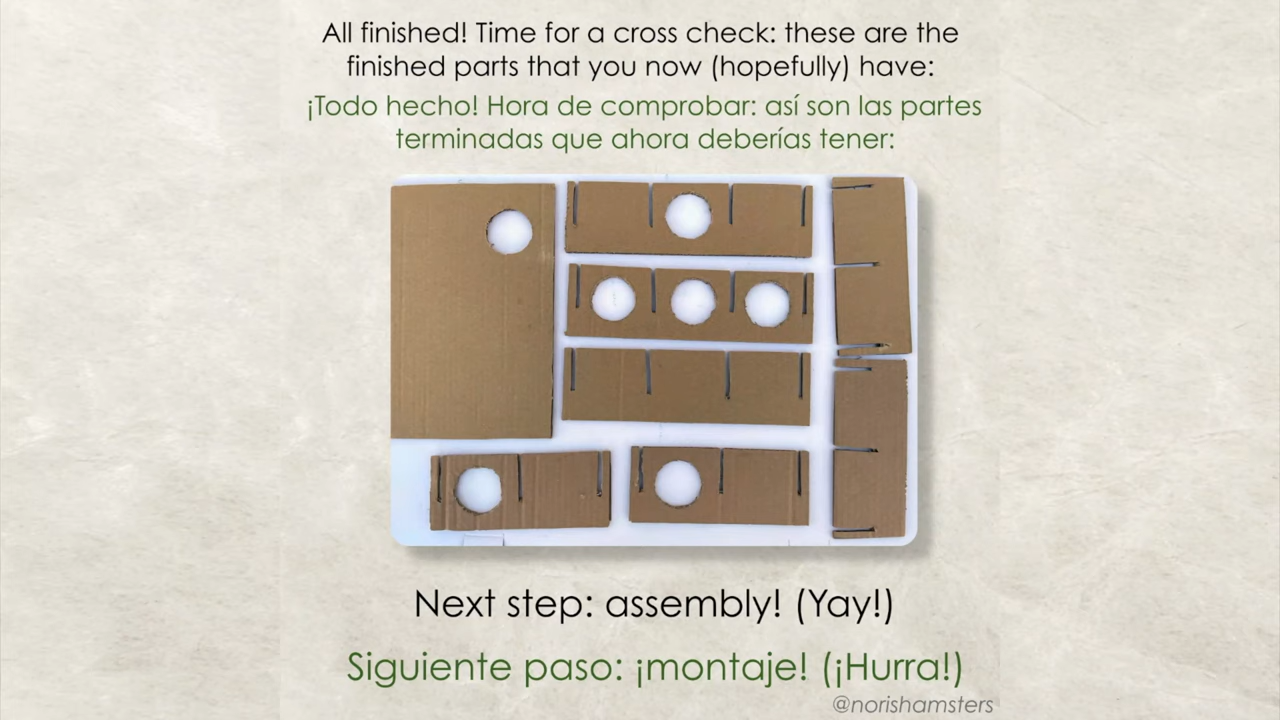 All finished! Time for a cross check: these are the
finished parts that you now (hopefully) have:
¡Todo hecho! Hora de comprobar: así son las partes
terminadas que ahora deberías tener:
Next step: assembly! (Yay!)
Siguiente paso: ¡montaje! (¡Hurra!)
@norishamsters